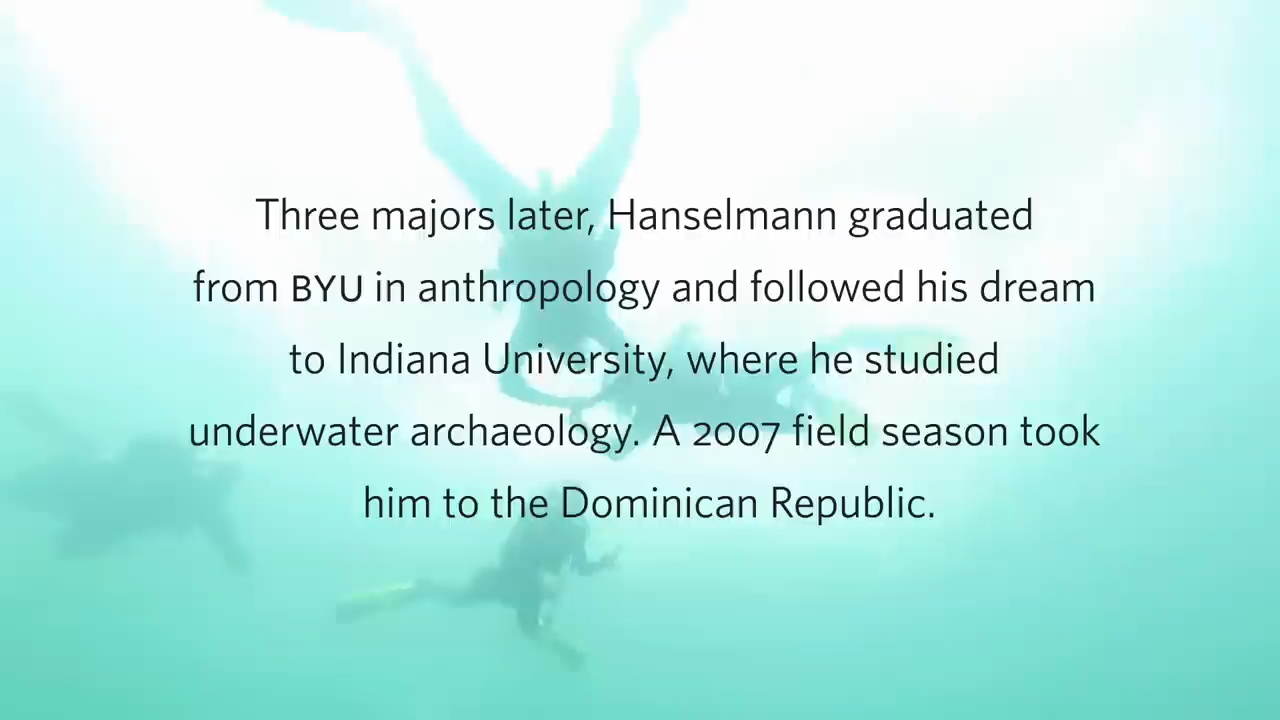 Three majors later, Hanselmann graduated
from BYU in anthropology and followed his dream
to Indiana University, where he studied
underwater archaeology. A 2007 field season took
him to the Dominican Republic.